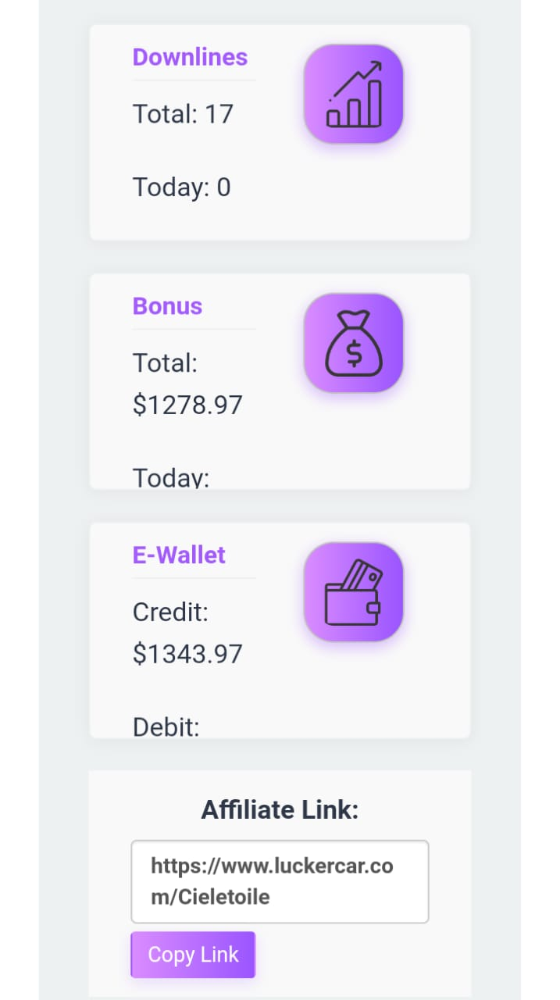 Downlines
Total: 17
Today: 0
Bonus
Total:
$1278.97
Today:
E-Wallet
Credit:
$1343.97
Debit:
Affiliate Link:
https://www.luckercar.co
m/Cieletoile
Copy Link